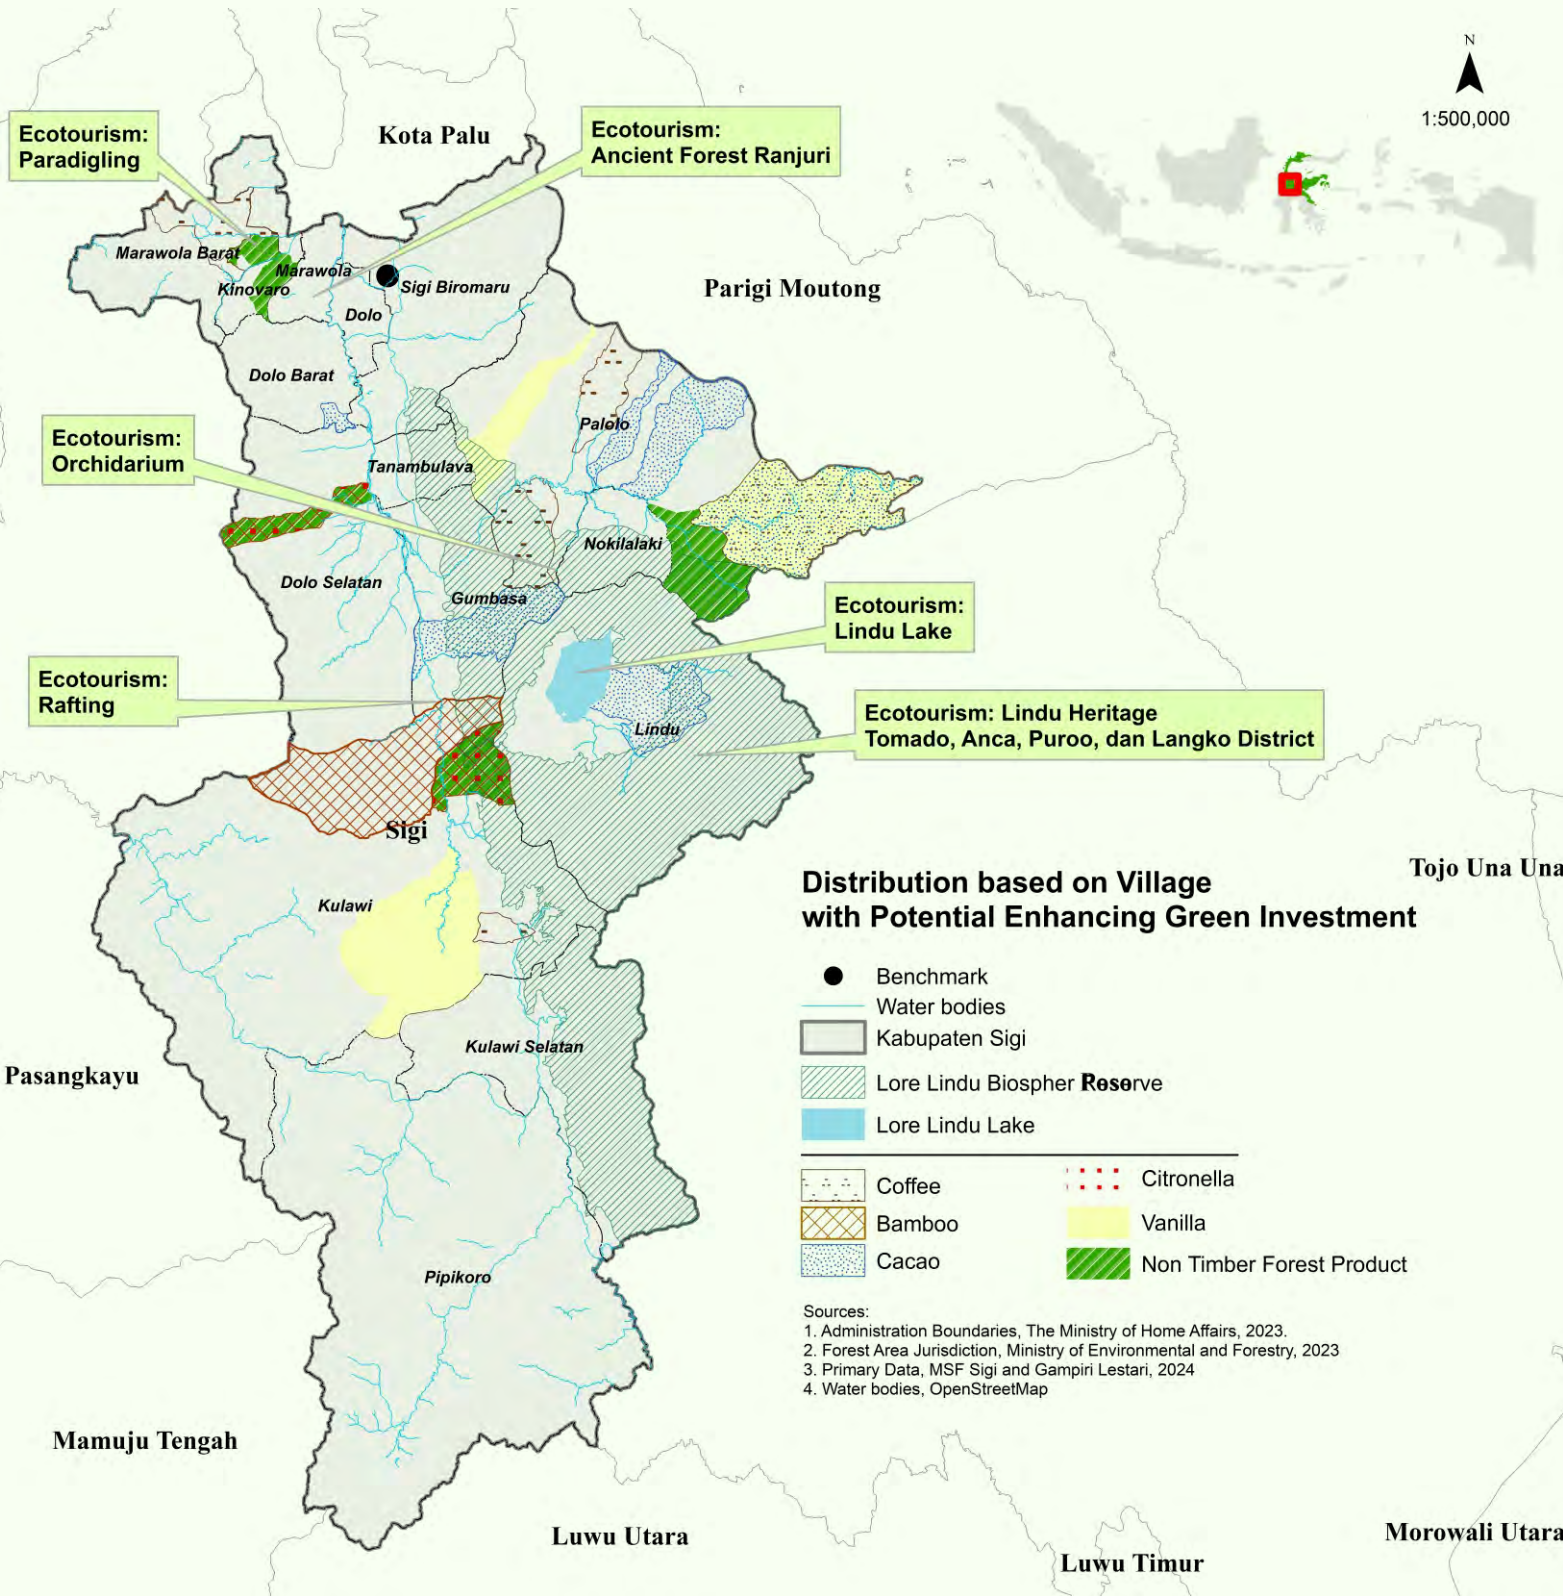 N
1:500,000
Kota Palu
Ecotourism:
Paradigling
Ecotourism:
Ancient Forest Ranjuri
Marawola Barat
Marawola
Kinovaro
Sigi Biromaru
Dolo
Parigi Moutong
Dolo Barat
Palolo
Ecotourism:
Orchidarium
Tanambulava
Nokilalaki
Dolo Selatan
Gumbasa
Ecotourism:
Lindu Lake
Ecotourism:
Rafting
Lindu
Ecotourism: Lindu Heritage
Tomado, Anca, Puroo, dan Langko District
Sigi
Kulawi
Tojo Una Una
Kulawi Selatan
Pasangkayu
Pipikoro
Mamuju Tengah
Luwu Utara
Luwu Timur
Morowali Utara
Distribution based on Village
with Potential Enhancing Green Investment
Benchmark
Water bodies
Kabupaten Sigi
Lore Lindu Biospher Reserve
Lore Lindu Lake
Coffee
Bamboo
Cacao
Citronella
Vanilla
Non Timber Forest Product
Sources:
1. Administration Boundaries, The Ministry of Home Affairs, 2023.
2. Forest Area Jurisdiction, Ministry of Environmental and Forestry, 2023
3. Primary Data, MSF Sigi and Gampiri Lestari, 2024
4. Water bodies, OpenStreetMap